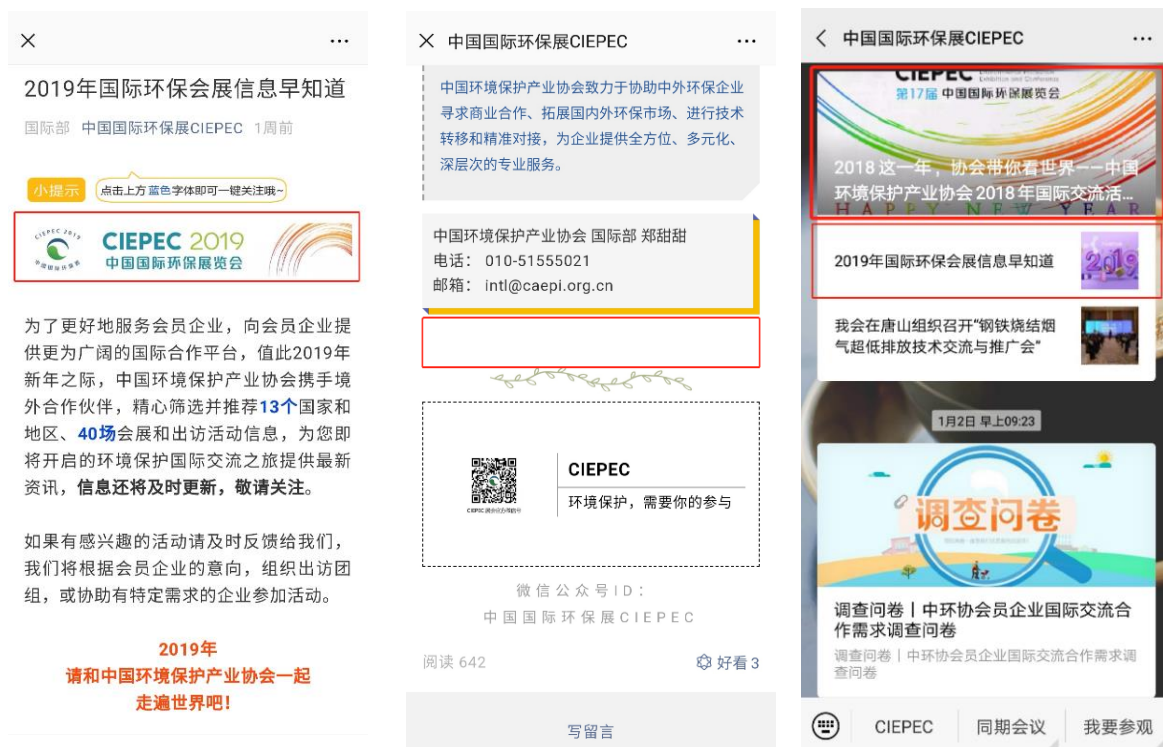 2019年国际环保会展信息早知道
国际部 中国国际环保展CIEPEC 1周前
小提示 点击上方蓝色字体即可一键关注哦~
CIEPEC 2019
中国国际环保展
CIEPEC 2019
中国国际环保展览会
为了更好地服务会员企业，向会员企业提
供更为广阔的国际合作平台，值此2019年
新年之际，中国环境保护产业协会携手境
外合作伙伴，精心筛选并推荐13个国家和
地区、40场会展和出访活动信息，为您即
将开启的环境保护国际交流之旅提供最新
资讯，信息还将及时更新，敬请关注。
如果有感兴趣的活动请及时反馈给我们，
我们将根据会员企业的意向，组织出访团
组，或协助有特定需求的企业参加活动。
2019年
请和中国环境保护产业协会一起
走遍世界吧！
中国国际环保展CIEPEC
中国环境保护产业协会致力于协助中外环保企业
寻求商业合作、拓展国内外环保市场、进行技术
转移和精准对接，为企业提供全方位、多元化、
深层次的专业服务。
中国环境保护产业协会 国际部 郑甜甜
电话： 010-51555021
邮箱： intl@caepi.org.cn
CIEPEC
环境保护，需要你的参与
微信公众号ID：
中国国际环保展CIEPEC
阅读 642
好看 3
写留言
中国国际环保展CIEPEC
CIEPEC
第17届 中国国际环保展览会
2018 这一年，协会带你看世界——中国
环境保护产业协会 2018 年国际交流活...
HAPPY NEW YEAR
2019年国际环保会展信息早知道
2019
我会在唐山组织召开“钢铁烧结烟
气超低排放技术交流与推广会”
1月2日 早上09:23
调查问卷
调查问卷丨中环协会员企业国际交流合
作需求调查问卷
调查问卷丨中环协会员企业国际交流合作需求调
查问卷
CIEPEC
同期会议
我要参观